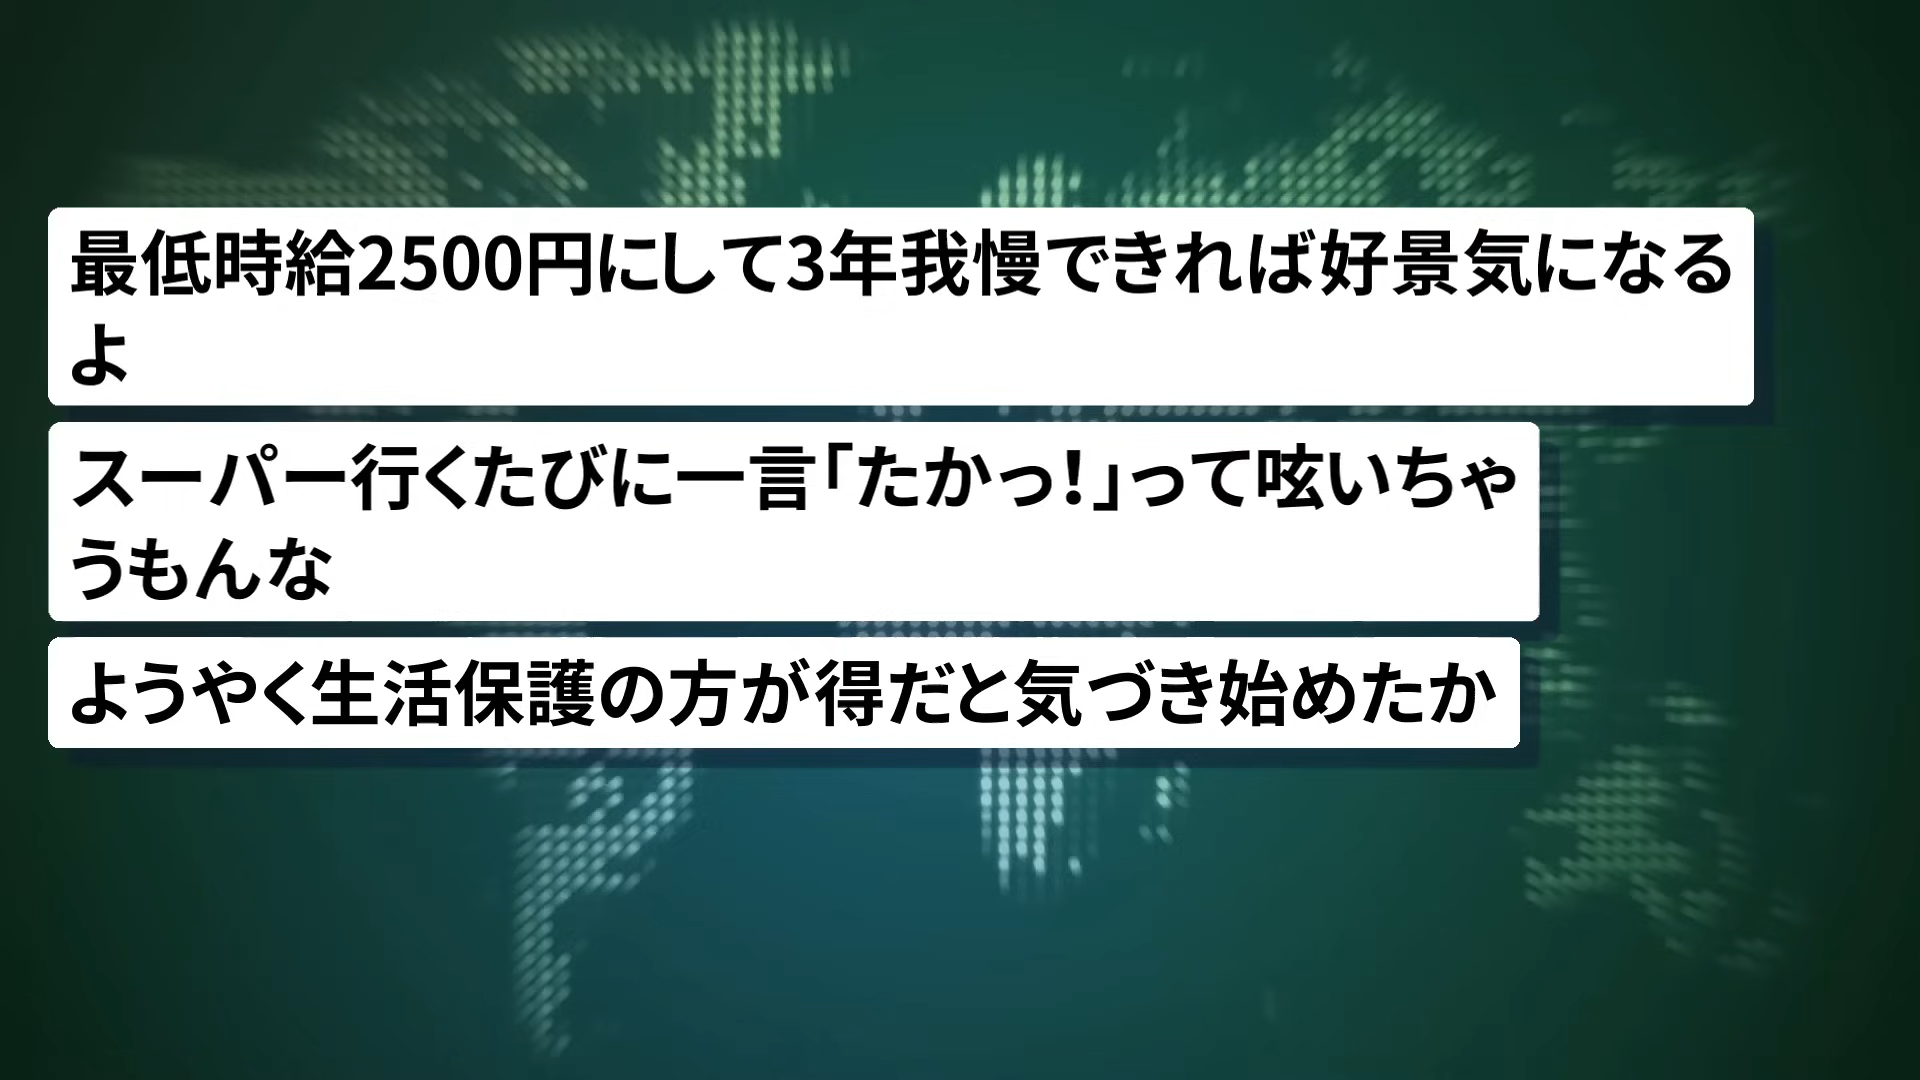 最低時給2500円にして3年我慢できれば好景気になる
よ
スーパー行くたびに一言「たかっ！」って呟いちゃ
うもんな
ようやく生活保護の方が得だと気づき始めたか